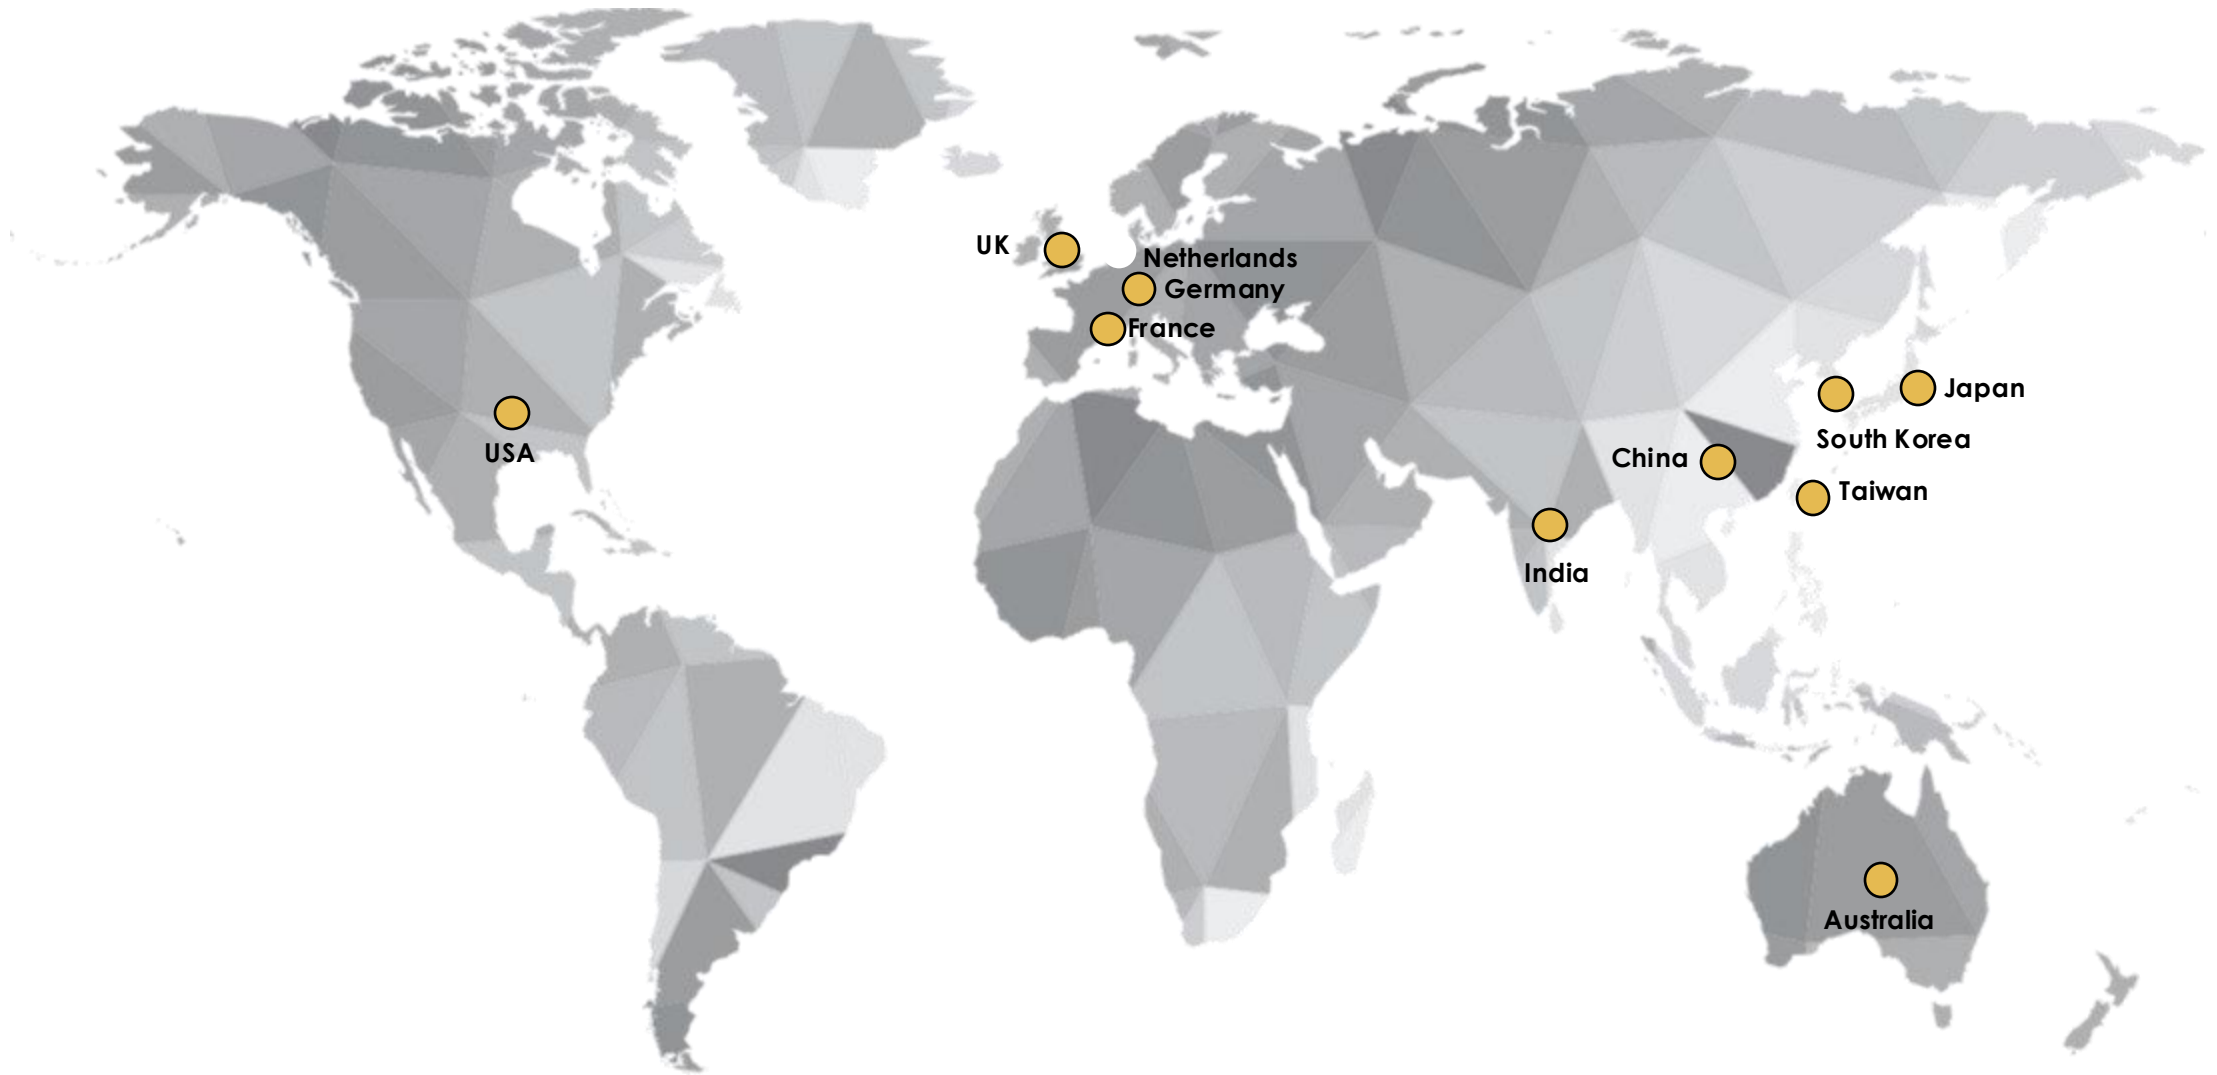 UK
Netherlands
Germany
France
USA
Japan
South Korea
China
Taiwan
India
Australia